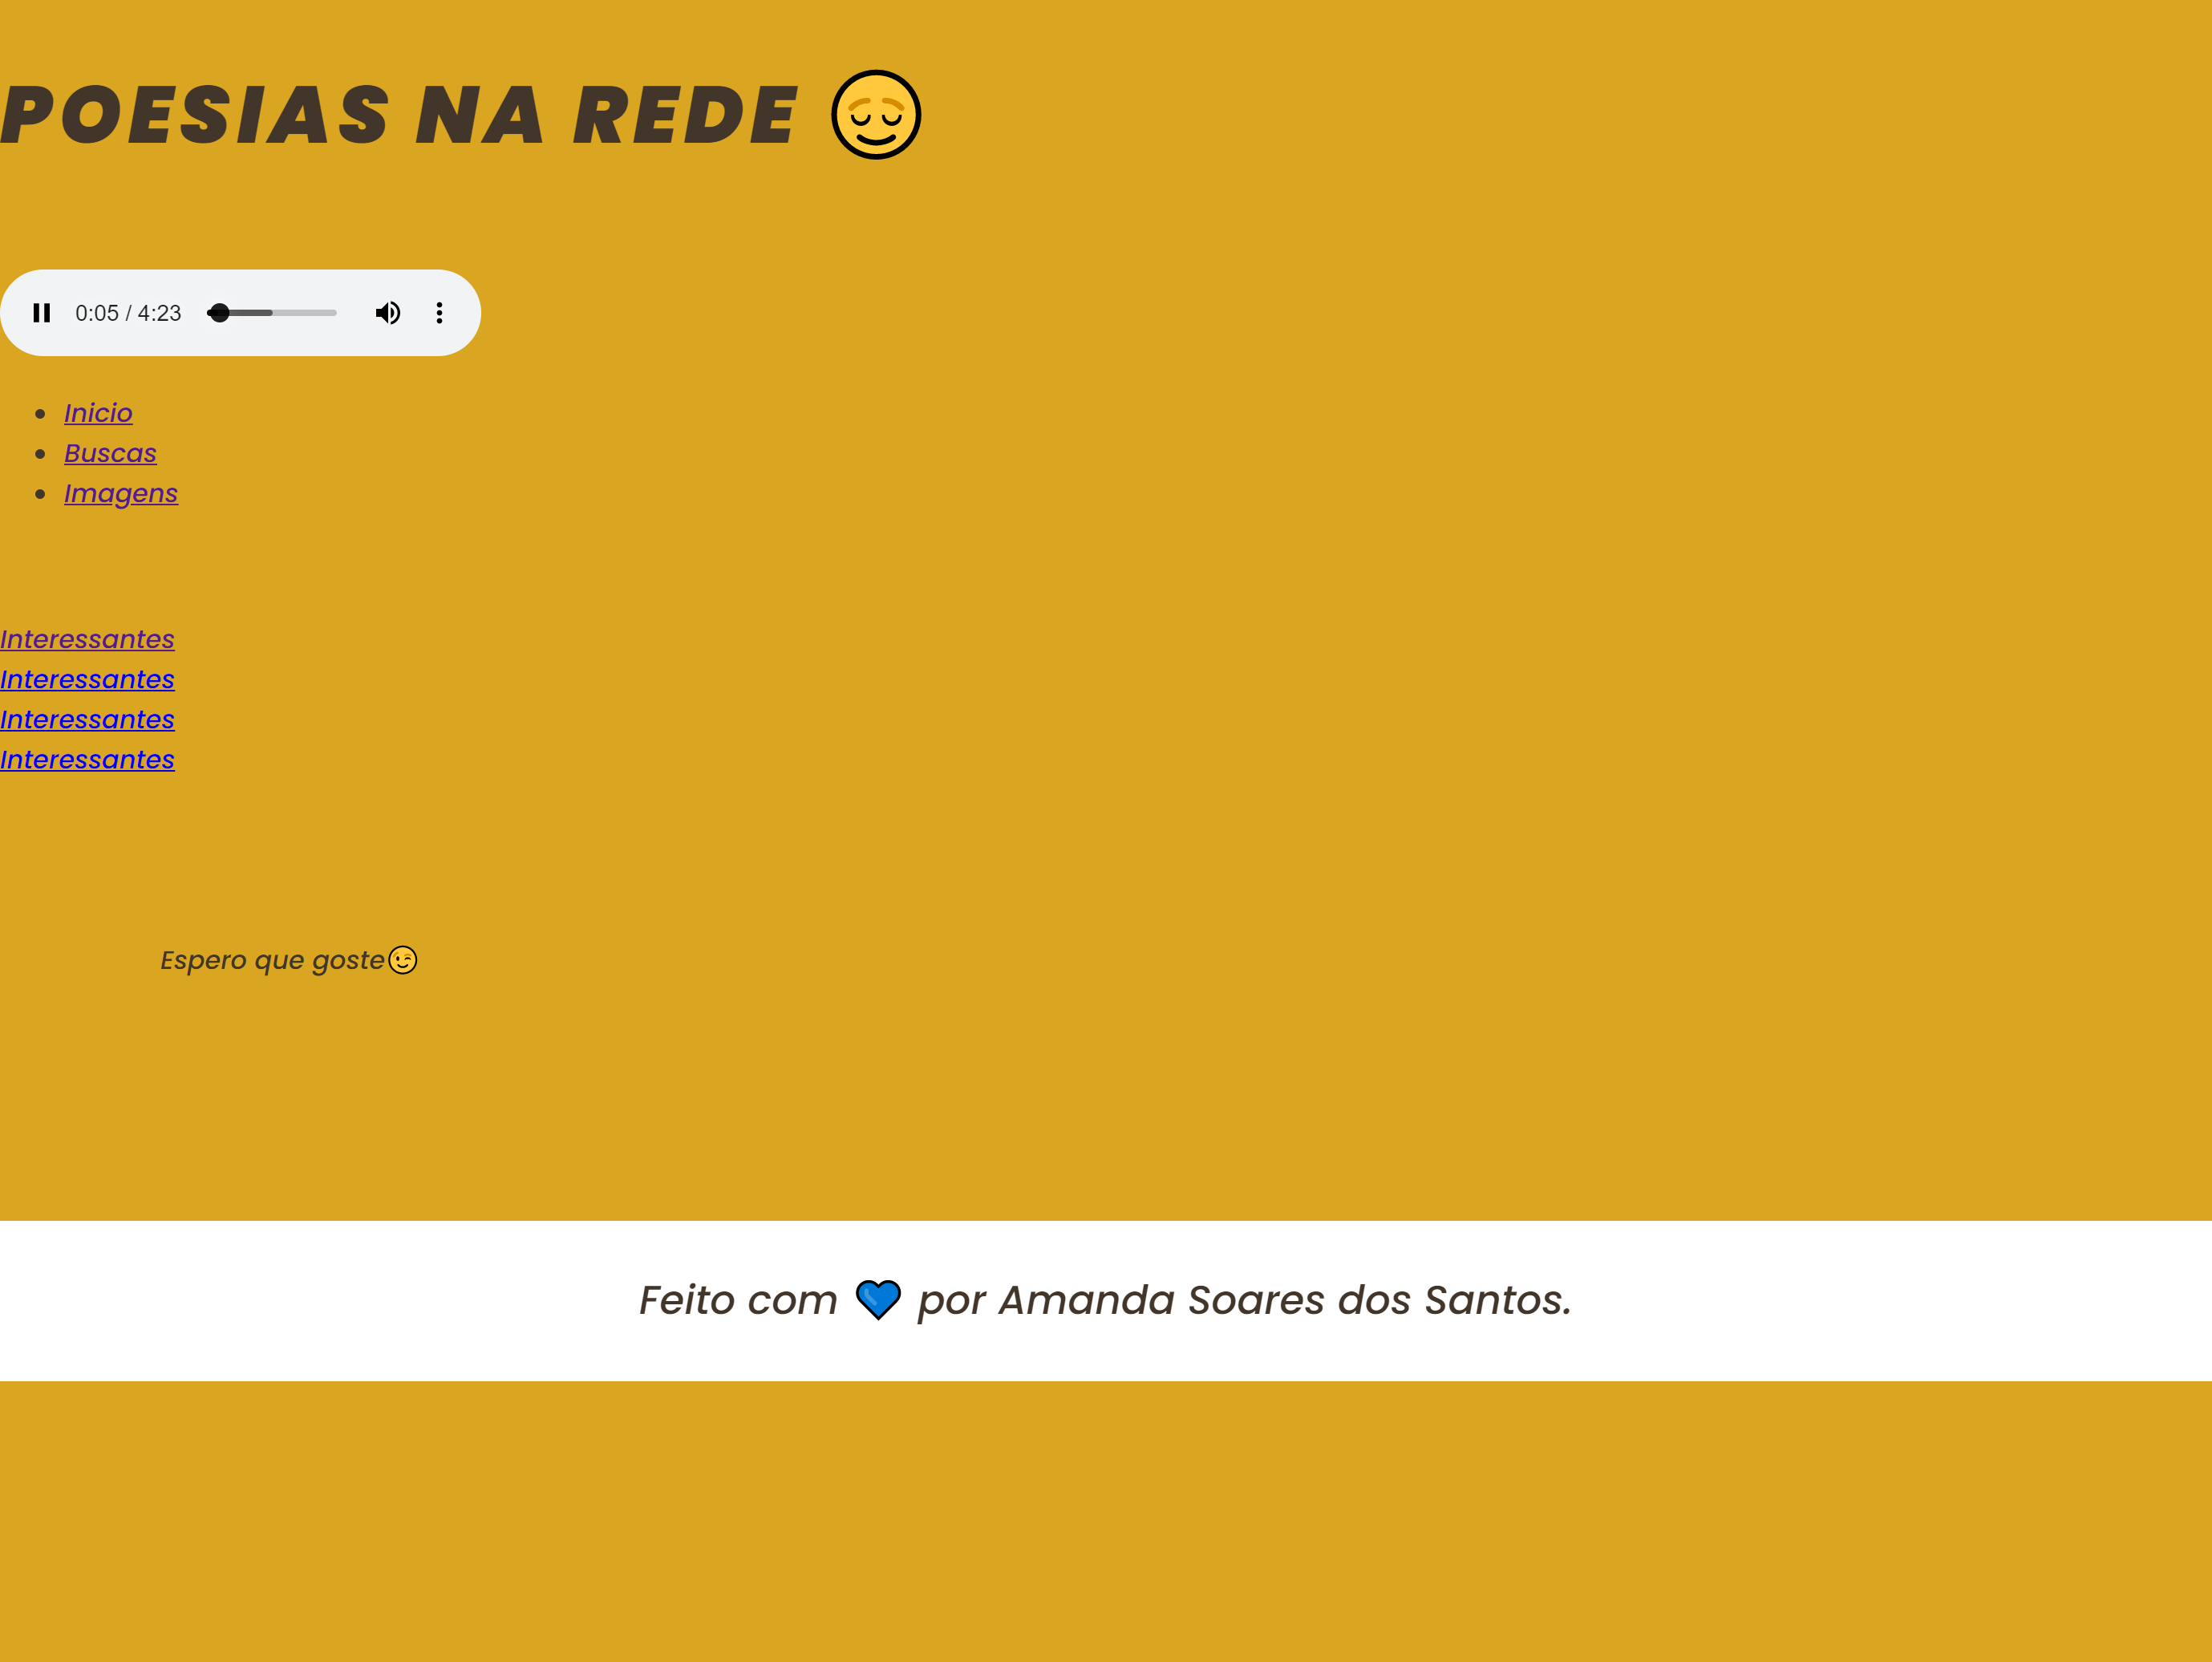 POESIAS NA REDE 😌
0:05 / 4:23
Inicio
Buscas
Imagens
Interessantes
Interessantes
Interessantes
Interessantes
Espero que goste😉
Feito com 💙 por Amanda Soares dos Santos.